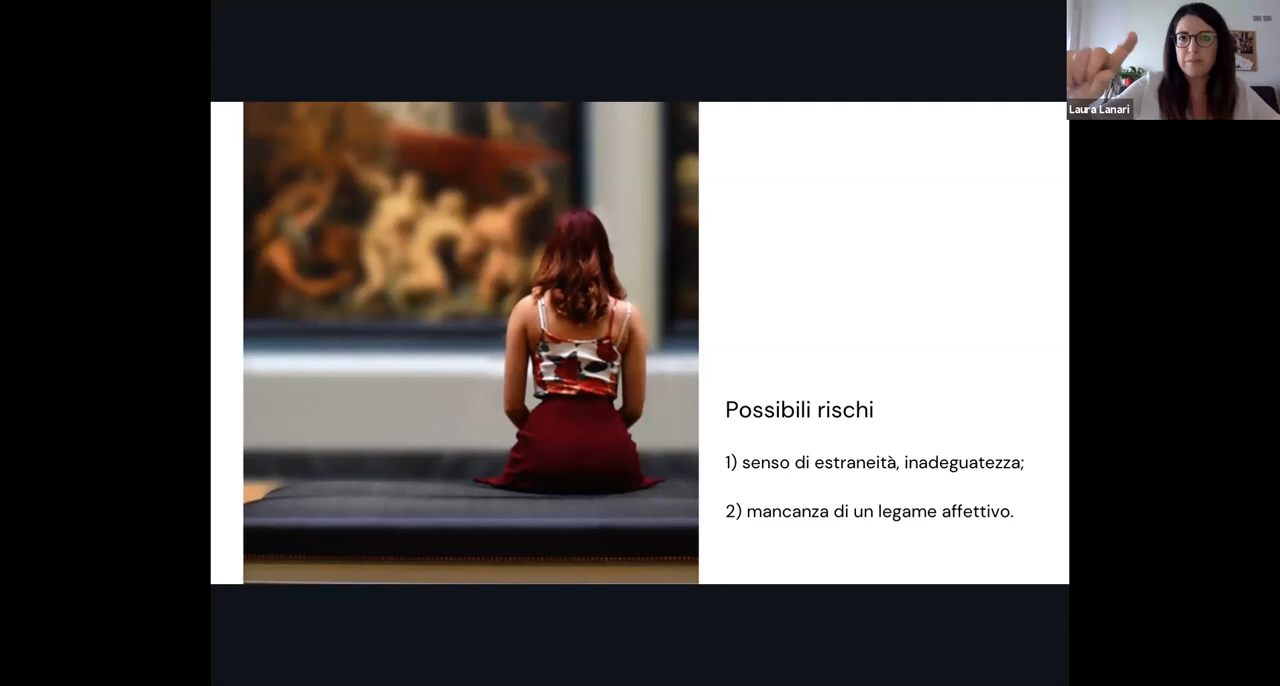 Laura Lanari
Possibili rischi
1) senso di estraneità, inadeguatezza;
2) mancanza di un legame affettivo.